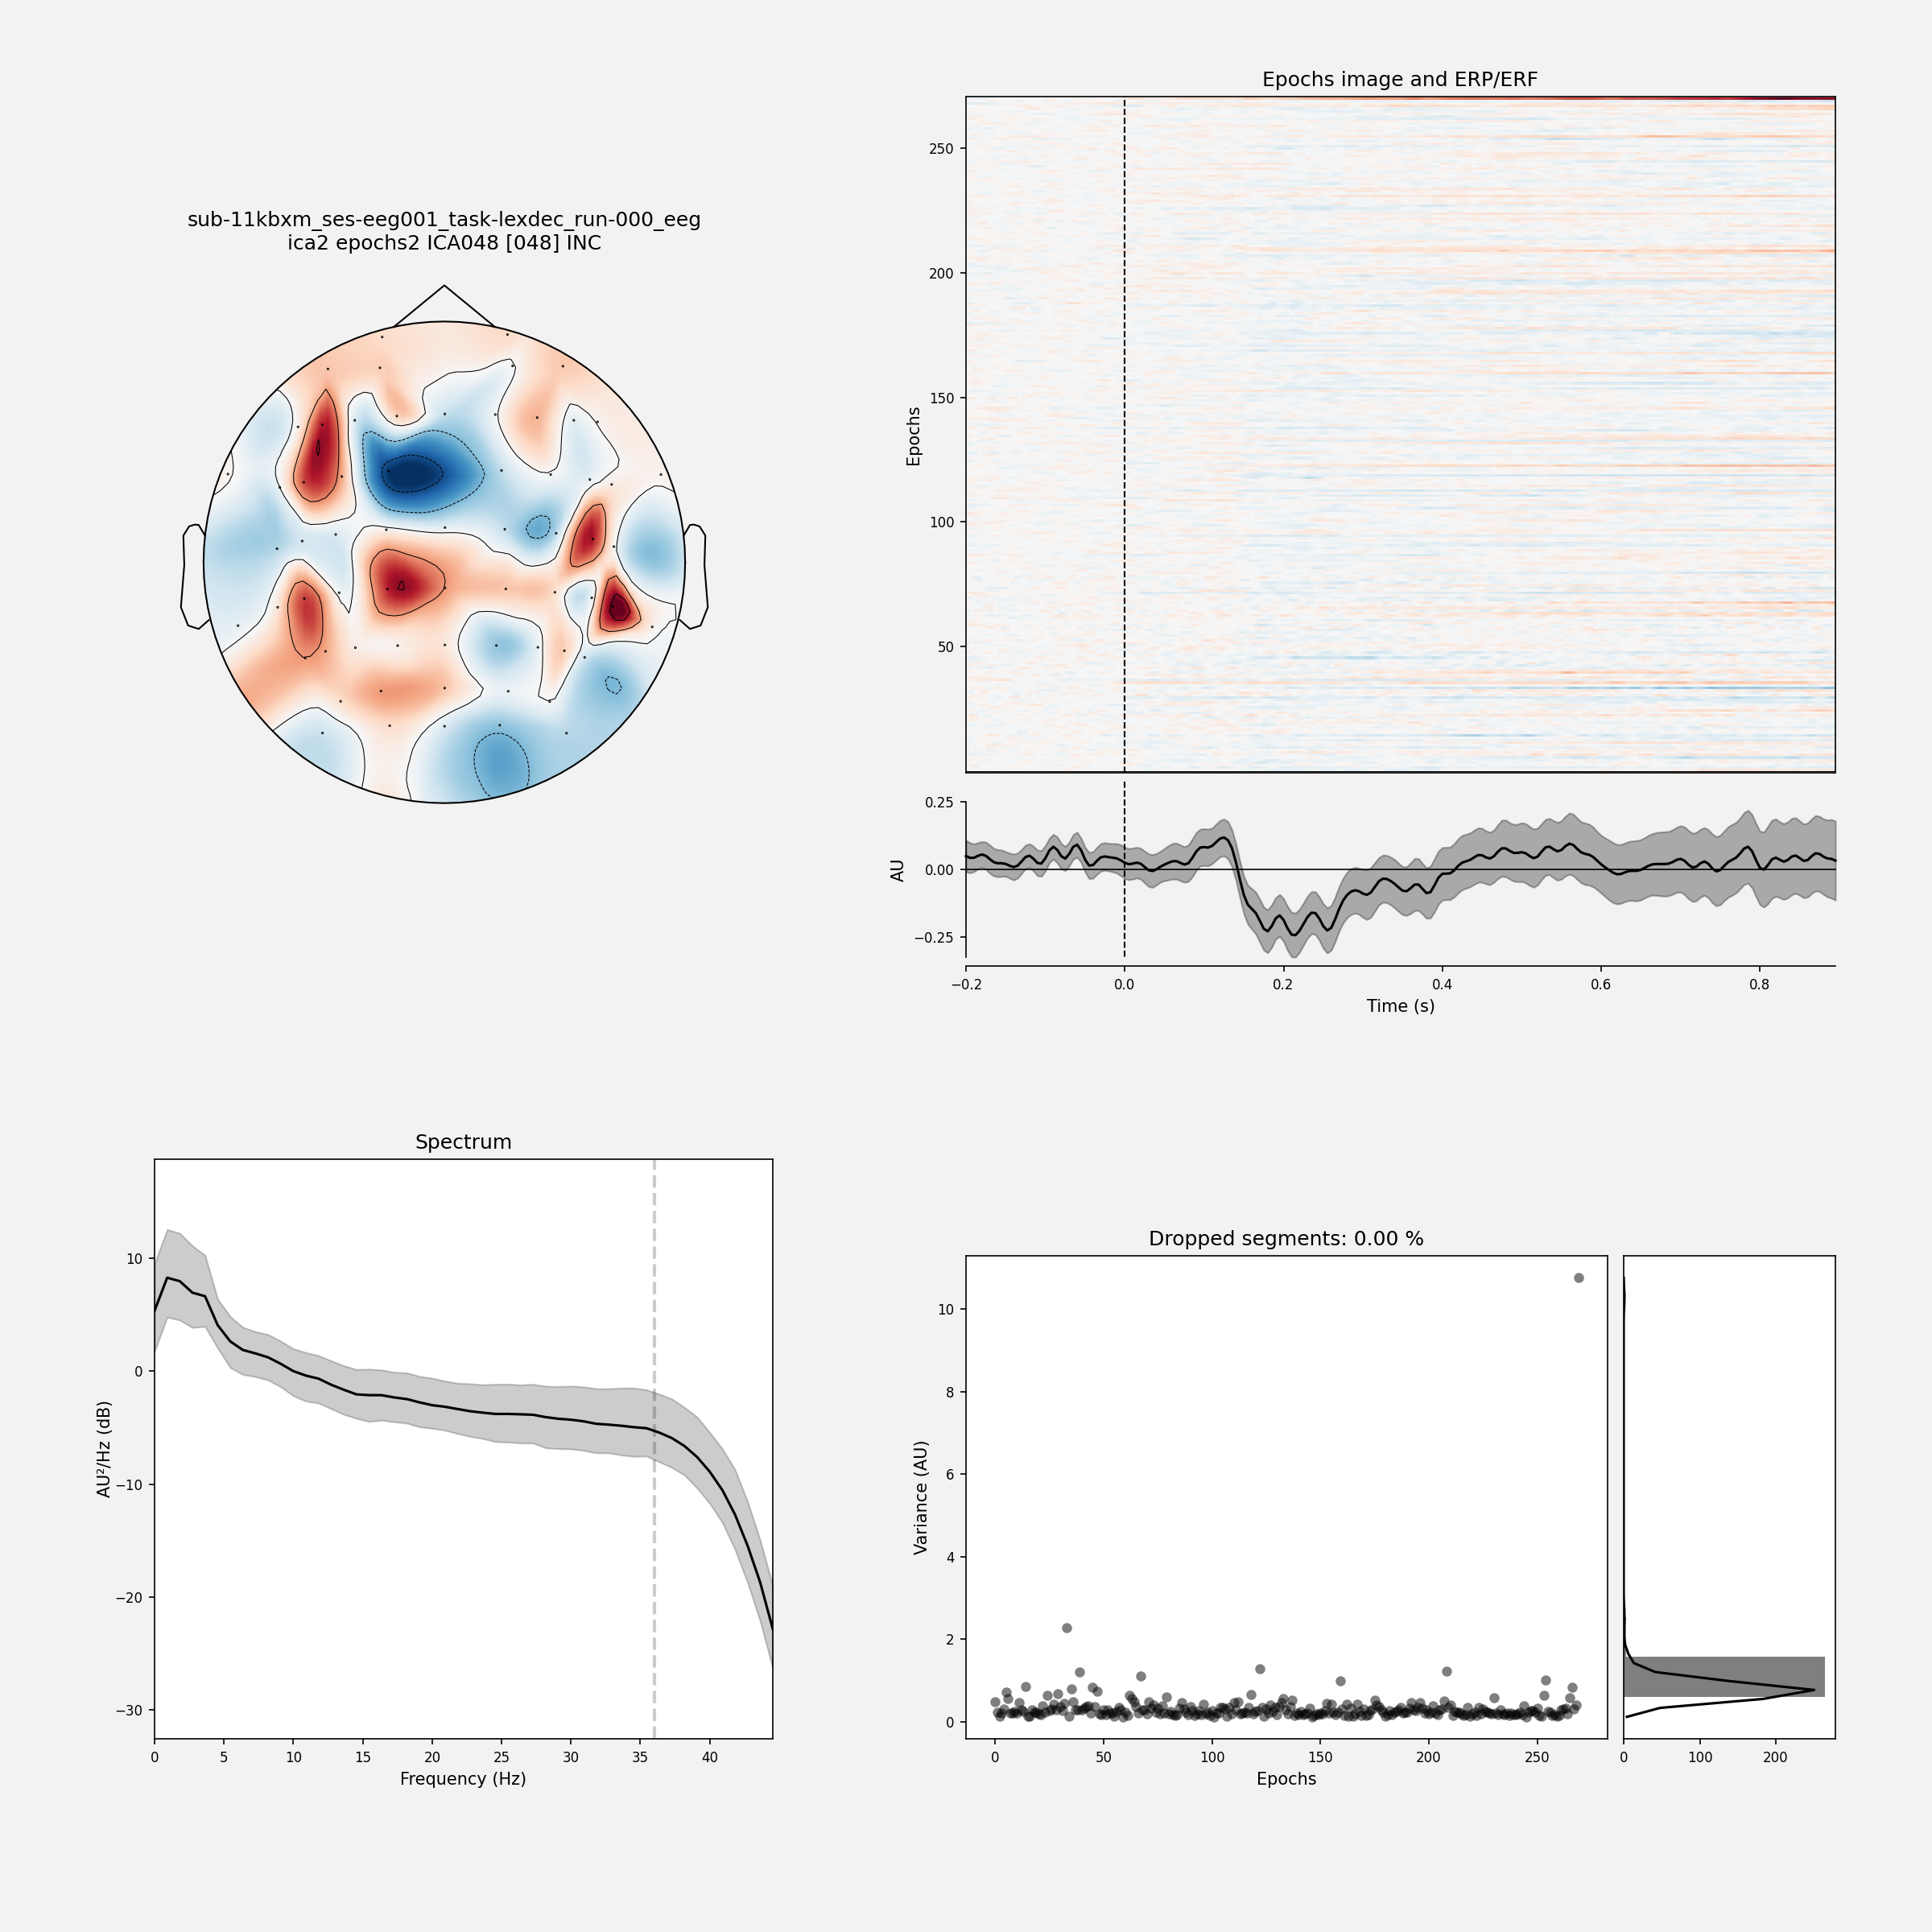 sub-11kbxm_ses-eeg001_task-lexdec_run-000_eeg
ica2 epochs2 ICA048 [048] INC
Epochs image and ERP/ERF
Epochs
250
200
150
100
50
AU
0.25
0.00
−0.25
−0.2 0.0 0.2 0.4 0.6 0.8
Time (s)
Spectrum
AU²/Hz (dB)
10
0
−10
−20
−30
0 5 10 15 20 25 30 35 40
Frequency (Hz)
Dropped segments: 0.00 %
Variance (AU)
10
8
6
4
2
0
0 50 100 150 200 250
Epochs
0 100 200